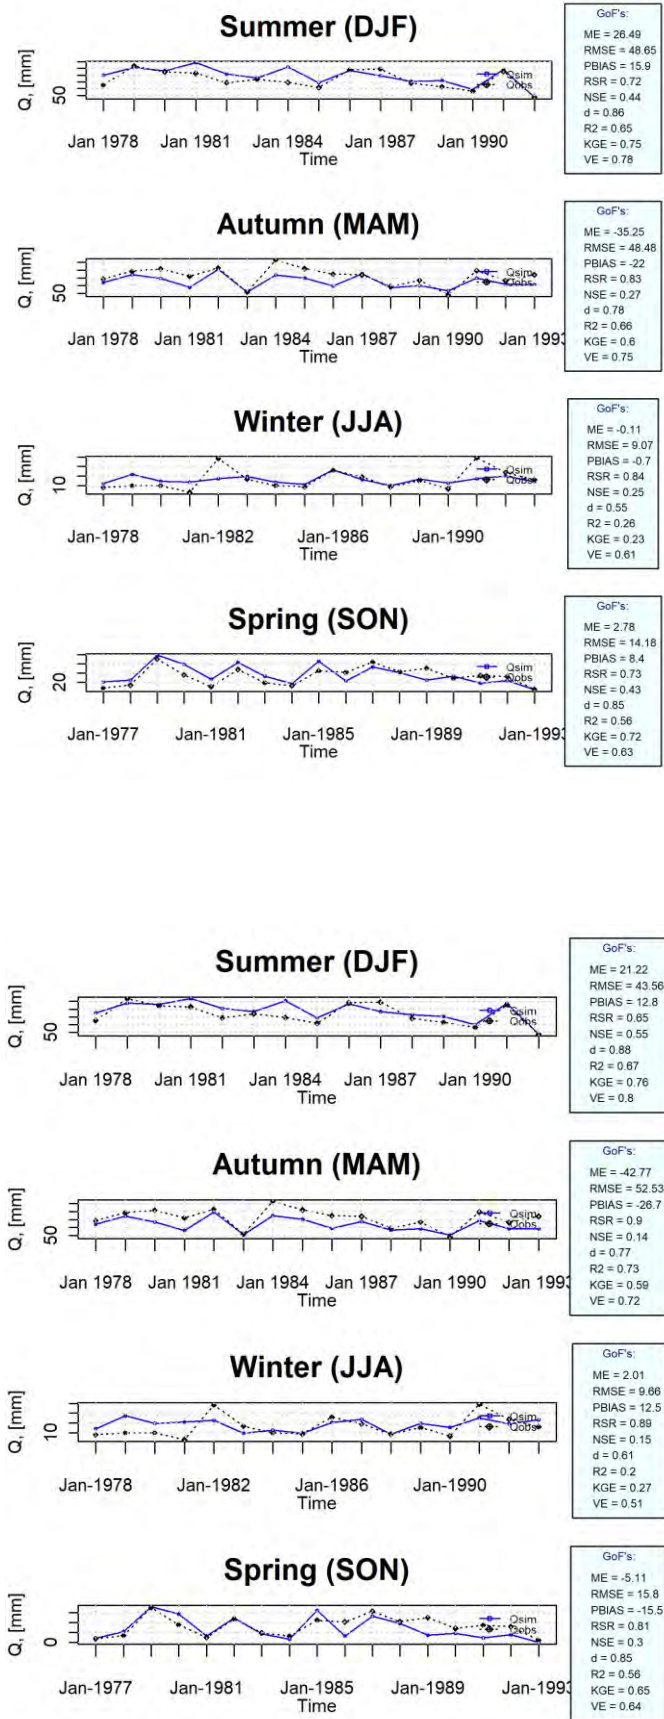 Summer (DJF)
Q, [mm]
50
Qsim
Qobs
Jan 1978 Jan 1981 Jan 1984 Jan 1987 Jan 1990
Time
GoF's:
ME = 26.49
RMSE = 48.65
PBIAS = 15.9
RSR = 0.72
NSE = 0.44
d = 0.86
R2 = 0.65
KGE = 0.75
VE = 0.78
Autumn (MAM)
Q, [mm]
50
Qsim
Qobs
Jan 1978 Jan 1981 Jan 1984 Jan 1987 Jan 1990 Jan 1993
Time
GoF's:
ME = -35.25
RMSE = 48.48
PBIAS = -22
RSR = 0.83
NSE = 0.27
d = 0.78
R2 = 0.66
KGE = 0.6
VE = 0.75
Winter (JJA)
Q, [mm]
10
Qsim
Qobs
Jan-1978 Jan-1982 Jan-1986 Jan-1990
Time
GoF's:
ME = -0.11
RMSE = 9.07
PBIAS = -0.7
RSR = 0.84
NSE = 0.25
d = 0.55
R2 = 0.26
KGE = 0.23
VE = 0.61
Spring (SON)
Q, [mm]
20
Qsim
Qobs
Jan-1977 Jan-1981 Jan-1985 Jan-1989 Jan-1993
Time
GoF's:
ME = 2.78
RMSE = 14.18
PBIAS = 8.4
RSR = 0.73
NSE = 0.43
d = 0.85
R2 = 0.56
KGE = 0.72
VE = 0.63
Summer (DJF)
Q, [mm]
50
Qsim
Qobs
Jan 1978 Jan 1981 Jan 1984 Jan 1987 Jan 1990
Time
GoF's:
ME = 21.22
RMSE = 43.56
PBIAS = 12.8
RSR = 0.65
NSE = 0.55
d = 0.88
R2 = 0.67
KGE = 0.76
VE = 0.8
Autumn (MAM)
Q, [mm]
50
Qsim
Qobs
Jan 1978 Jan 1981 Jan 1984 Jan 1987 Jan 1990 Jan 1993
Time
GoF's:
ME = -42.77
RMSE = 52.53
PBIAS = -26.7
RSR = 0.9
NSE = 0.14
d = 0.77
R2 = 0.73
KGE = 0.59
VE = 0.72
Winter (JJA)
Q, [mm]
10
Qsim
Qobs
Jan-1978 Jan-1982 Jan-1986 Jan-1990
Time
GoF's:
ME = 2.01
RMSE = 9.66
PBIAS = 12.5
RSR = 0.89
NSE = 0.15
d = 0.61
R2 = 0.2
KGE = 0.27
VE = 0.51
Spring (SON)
Q, [mm]
0
Qsim
Qobs
Jan-1977 Jan-1981 Jan-1985 Jan-1989 Jan-1993
Time
GoF's:
ME = -5.11
RMSE = 15.8
PBIAS = -15.5
RSR = 0.81
NSE = 0.3
d = 0.85
R2 = 0.56
KGE = 0.65
VE = 0.64